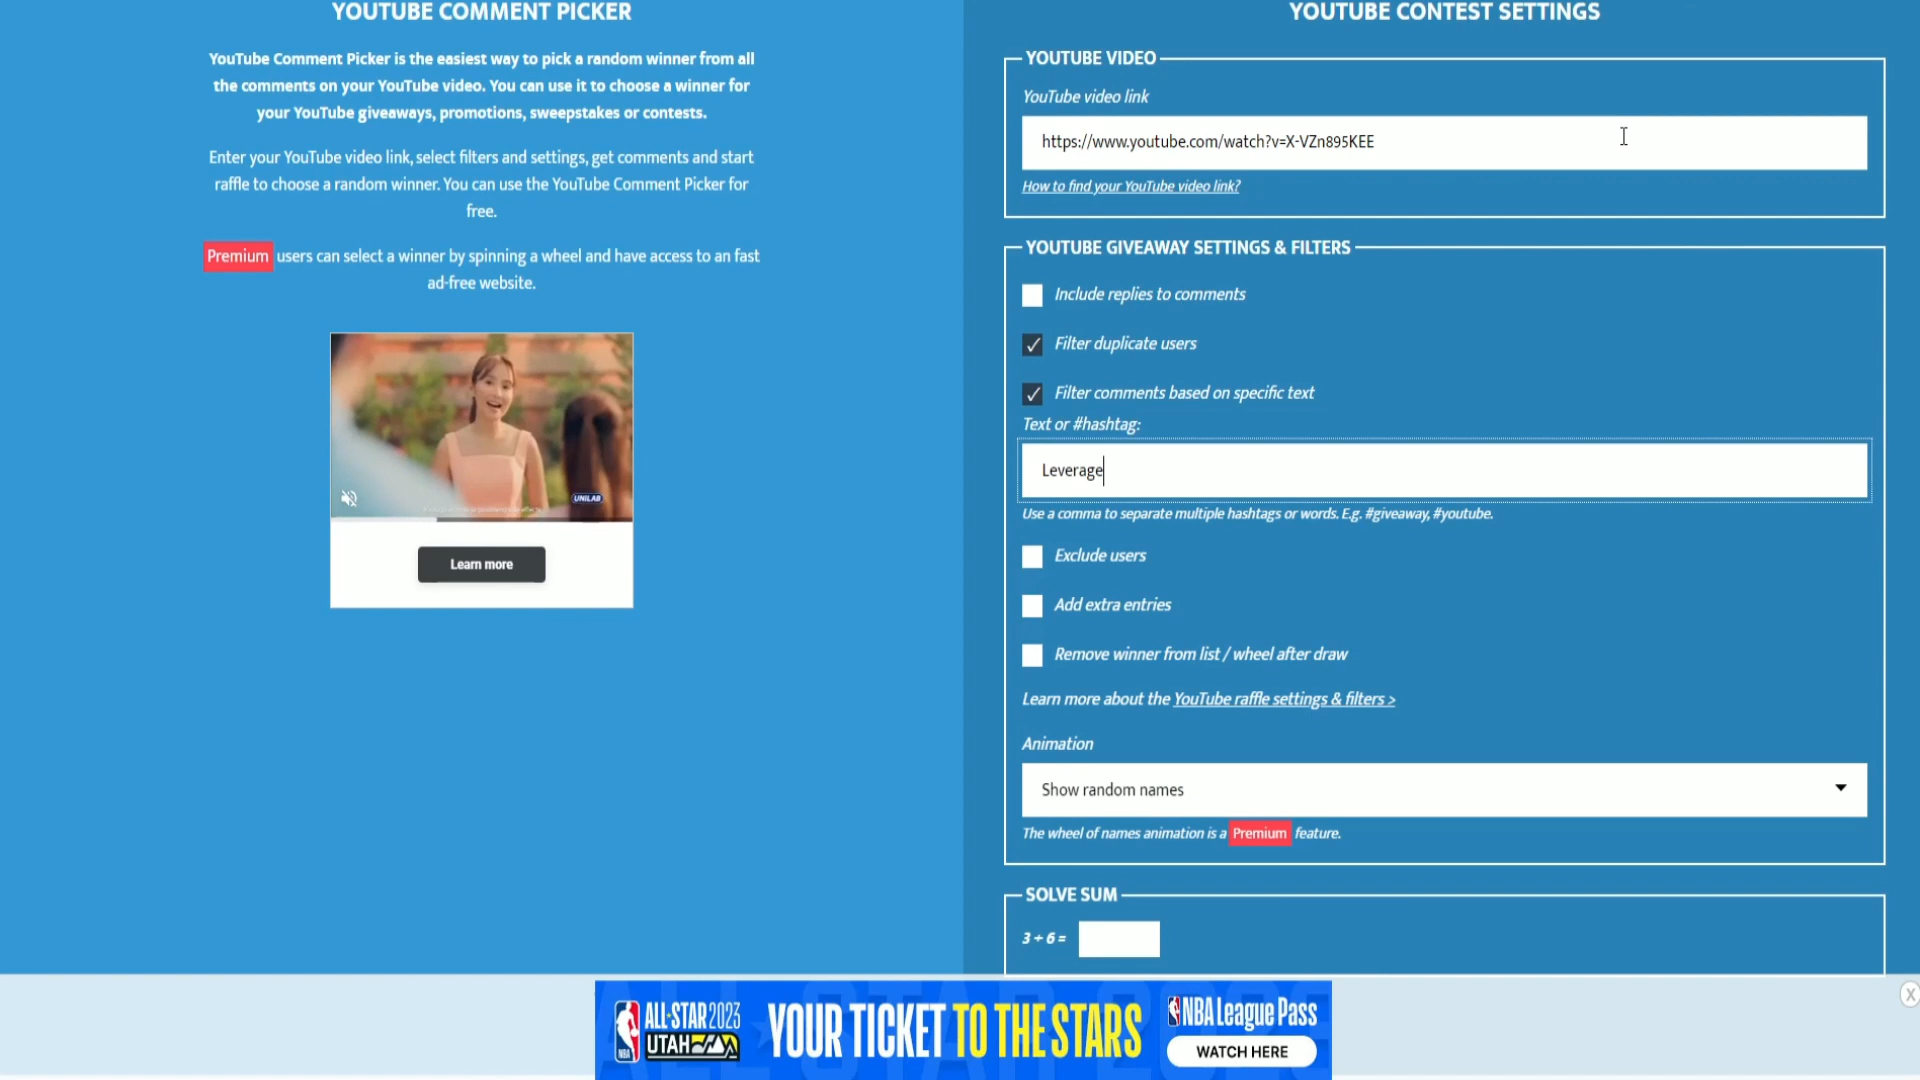 YOUTUBE COMMENT PICKER
YouTube Comment Picker is the easiest way to pick a random winner from all
the comments on your YouTube video. You can use it to choose a winner for
your YouTube giveaways, promotions, sweepstakes or contests.
Enter your YouTube video link, select filters and settings, get comments and start
raffle to choose a random winner. You can use the YouTube Comment Picker for
free.
Premium users can select a winner by spinning a wheel and have access to an fast
ad-free website.
UNILAB
Learn more
YOUTUBE CONTEST SETTINGS
YOUTUBE VIDEO
YouTube video link
https://www.youtube.com/watch?v=X-VZn895KEE
How to find your YouTube video link?
YOUTUBE GIVEAWAY SETTINGS & FILTERS
Include replies to comments
Filter duplicate users
Filter comments based on specific text
Text or #hashtag:
Leverage
Use a comma to separate multiple hashtags or words. E.g. #giveaway, #youtube.
Exclude users
Add extra entries
Remove winner from list / wheel after draw
Learn more about the YouTube raffle settings & filters >
Animation
Show random names
The wheel of names animation is a Premium feature.
SOLVE SUM
3 + 6 =
NBA
ALL-STAR 2023
UTAH
YOUR TICKET TO THE STARS
NBA League Pass
WATCH HERE
X